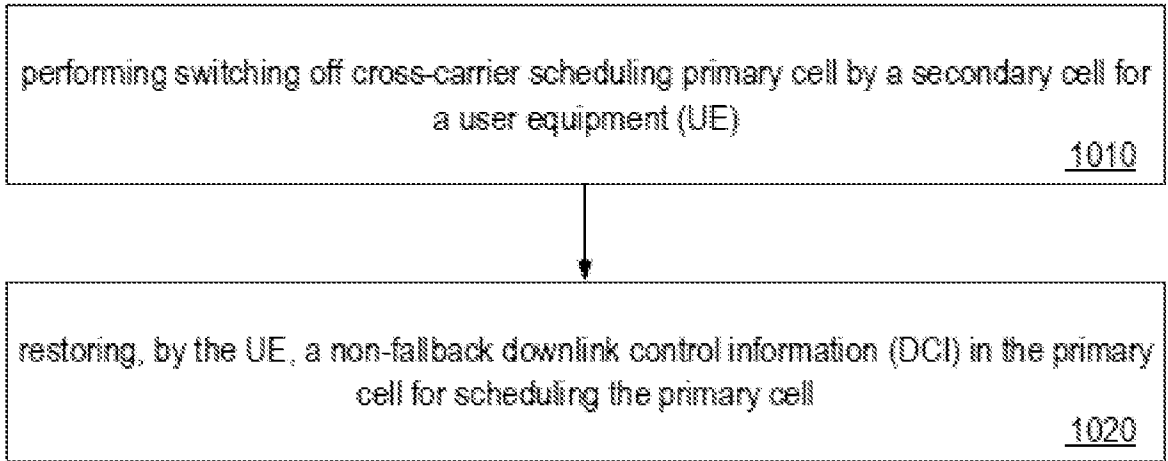 performing switching off cross-carrier scheduling primary cell by a secondary cell for
a user equipment (UE)
1010
restoring, by the UE, a non-fallback downlink control information (DCI) in the primary
cell for scheduling the primary cell
1020